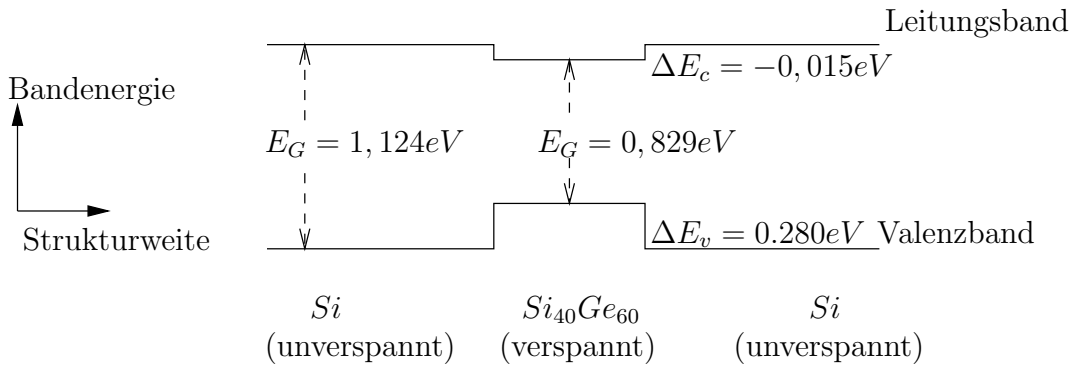 Leitungsband
ΔE_c = −0,015eV
Bandenergie
E_G = 1,124eV
E_G = 0,829eV
Strukturweite
ΔE_v = 0.280eV Valenzband
Si
Si_40Ge_60
Si
(unverspannt)
(verspannt)
(unverspannt)